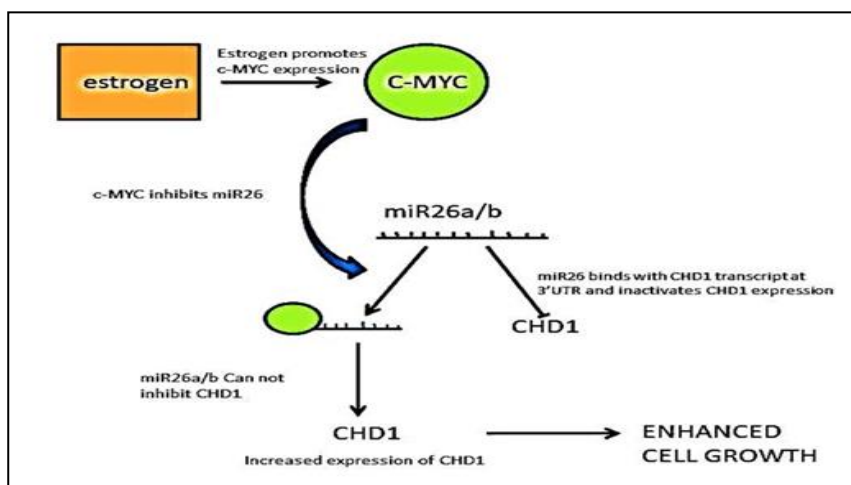 estrogen
Estrogen promotes
c-MYC expression
C-MYC
c-MYC inhibits miR26
miR26a/b
miR26 binds with CHD1 transcript at
3'UTR and inactivates CHD1 expression
CHD1
miR26a/b Can not
inhibit CHD1
CHD1
Increased expression of CHD1
ENHANCED
CELL GROWTH